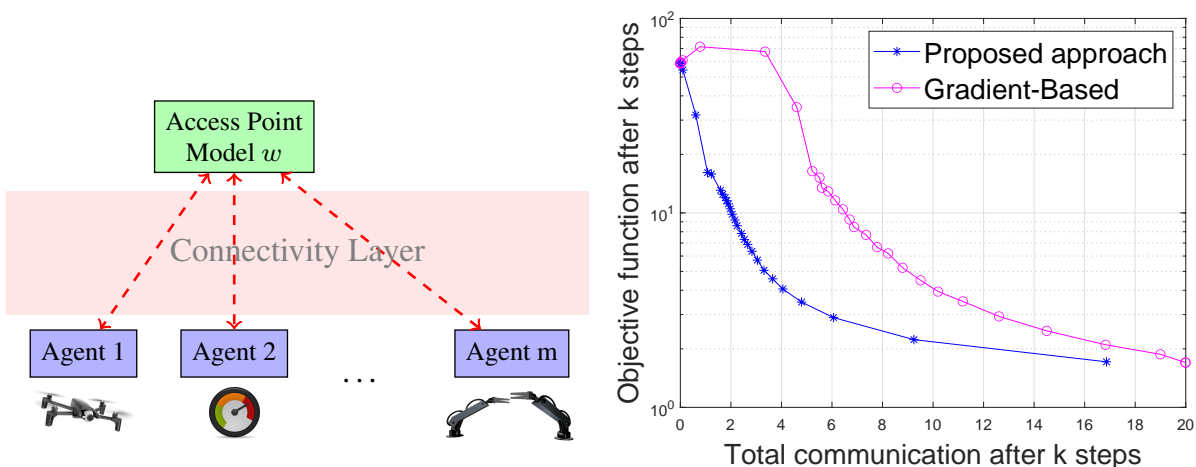 Access Point
Model w
Connectivity Layer
Agent 1
Agent 2
. . .
Agent m
Objective function after k steps
10^2
10^1
10^0
Proposed approach
Gradient-Based
0 2 4 6 8 10 12 14 16 18 20
Total communication after k steps